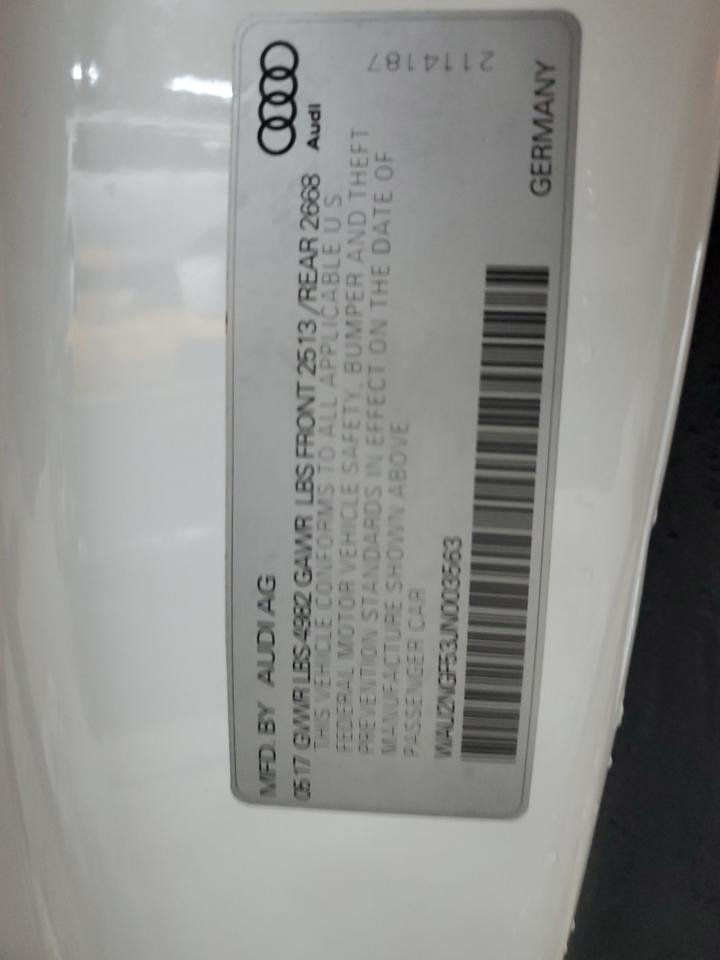 MFD. BY AUDI AG
0517 GVWR LBS 4982 GAWR LBS FRONT 2513 /REAR 2668
THIS VEHICLE CONFORMS TO ALL APPLICABLE U S
FEDERAL MOTOR VEHICLE SAFETY, BUMPER AND THEFT
PREVENTION STANDARDS IN EFFECT ON THE DATE OF
MANUFACTURE SHOWN ABOVE
PASSENGER CAR
WAU2NGF53JN003563
Audi
2114187
GERMANY